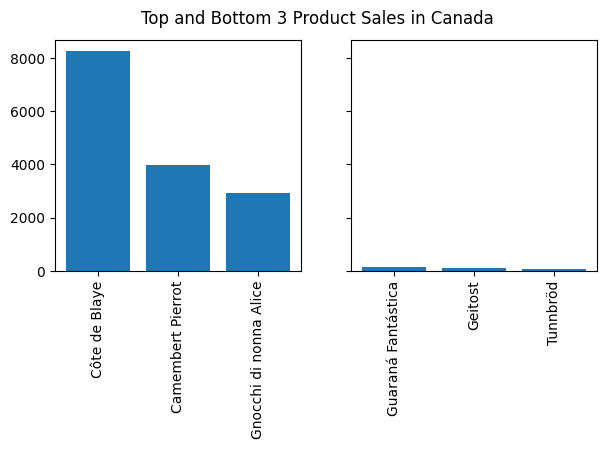 Top and Bottom 3 Product Sales in Canada
8000
6000
4000
2000
0
Côte de Blaye
Camembert Pierrot
Gnocchi di nonna Alice
Guaraná Fantástica
Geitost
Tunnbröd